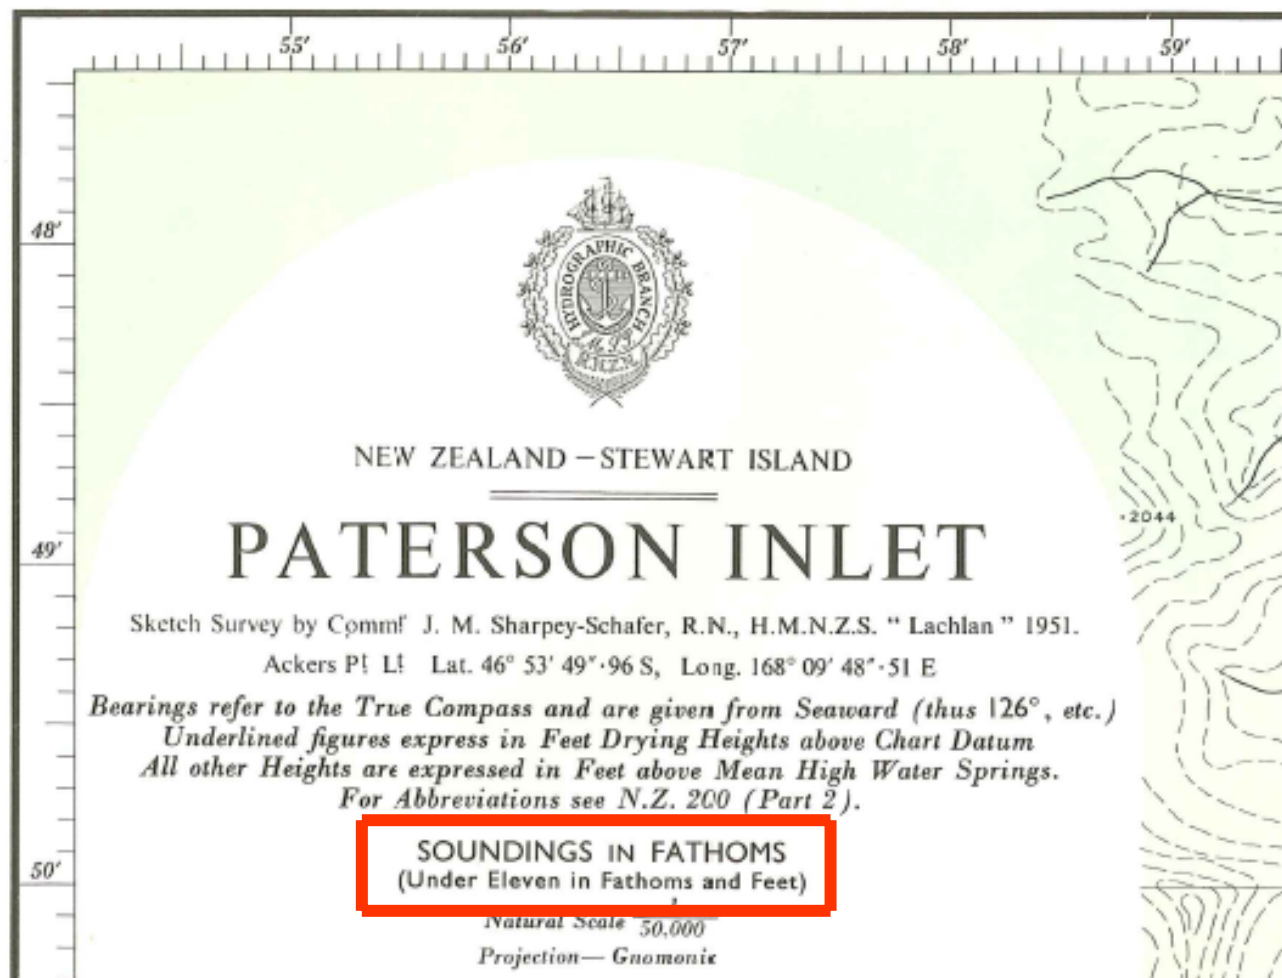 55′ 56′ 57′ 58′ 59′
48′
HYDROGRAPHIC BRANCH
R.N.Z.N.
NEW ZEALAND – STEWART ISLAND
·2044
PATERSON INLET
49′
Sketch Survey by Commr J. M. Sharpey-Schafer, R.N., H.M.N.Z.S. “ Lachlan ” 1951.
Ackers Pt Lt Lat. 46° 53′ 49″·96 S, Long. 168° 09′ 48″·51 E
Bearings refer to the True Compass and are given from Seaward (thus 126°, etc.)
Underlined figures express in Feet Drying Heights above Chart Datum
All other Heights are expressed in Feet above Mean High Water Springs.
For Abbreviations see N.Z. 200 (Part 2).
SOUNDINGS IN FATHOMS
(Under Eleven in Fathoms and Feet)
50′
Natural Scale 50,000
Projection— Gnomonic